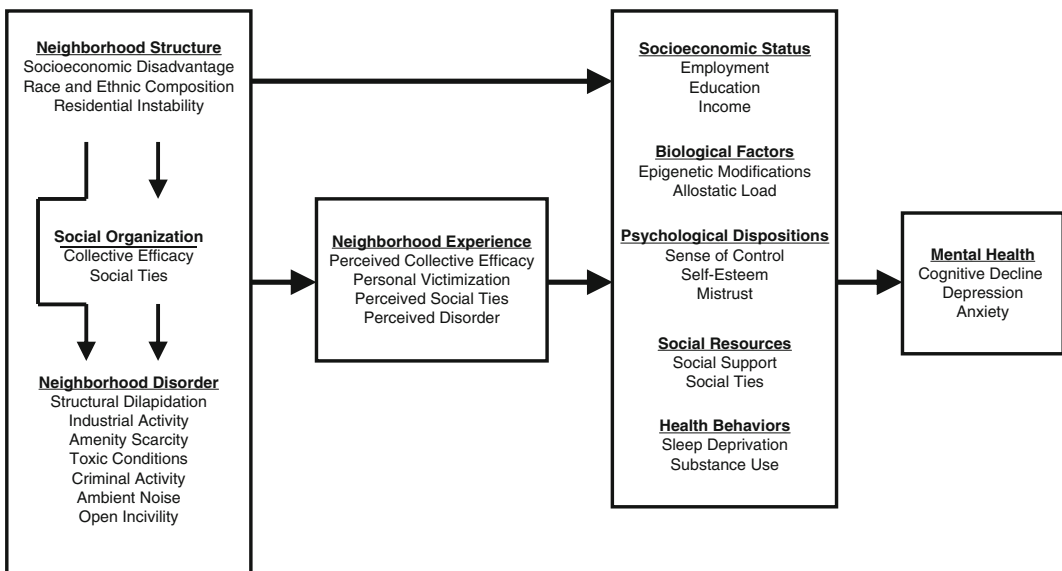 Neighborhood Structure
Socioeconomic Disadvantage
Race and Ethnic Composition
Residential Instability
Social Organization
Collective Efficacy
Social Ties
Neighborhood Disorder
Structural Dilapidation
Industrial Activity
Amenity Scarcity
Toxic Conditions
Criminal Activity
Ambient Noise
Open Incivility
Neighborhood Experience
Perceived Collective Efficacy
Personal Victimization
Perceived Social Ties
Perceived Disorder
Socioeconomic Status
Employment
Education
Income
Biological Factors
Epigenetic Modifications
Allostatic Load
Psychological Dispositions
Sense of Control
Self-Esteem
Mistrust
Social Resources
Social Support
Social Ties
Health Behaviors
Sleep Deprivation
Substance Use
Mental Health
Cognitive Decline
Depression
Anxiety